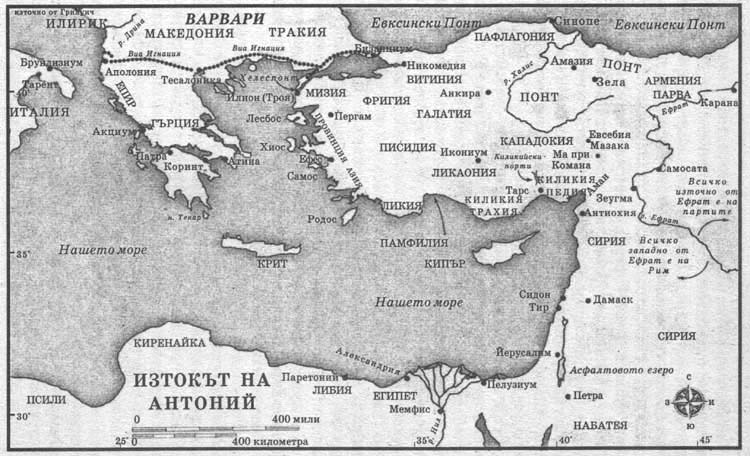 източно от Гринуич
ИЛИРИК
р. Дрина
ВАРВАРИ
МАКЕДОНИЯ
ТРАКИЯ
Виа Игнация
Виа Игнация
Евксински Понт
Синопе
Евксински Понт
ПАФЛАГОНИЯ
Брундизиум
Тарент
40
ИТАЛИЯ
Аполония
ЕПИР
Тесалоника
Византиум
Никомедия
Хелеспонт
ВИТИНИЯ
Илион (Троя)
МИЗИЯ
р. Халис
Амазия
ПОНТ
Зела
ПОНТ
АРМЕНИЯ
ПАРВА
Карана
Ефрат
ФРИГИЯ
Анкира
ГАЛАТИЯ
Лесбос
Пергам
ПРОВИНЦИЯ АЗИЯ
ГЪРЦИЯ
Акциум
Патра
Коринт
Атина
Хиос
Ефес
Самос
ПИСИДИЯ
Икониум
ЛИКАОНИЯ
КАПАДОКИЯ
Евсебия
Мазака
Киликийски
порти
Ма при
Комана
КИЛИКИЯ
ПЕДИЯ
Тарс
Аман
Самосата
Зеугма
Всичко
източно от
Ефрат е на
партите
н. Тенар
Родос
ЛИКИЯ
КИЛИКИЯ
ТРАХИЯ
Антиохия
р. Ефрат
ПАМФИЛИЯ
СИРИЯ
Всичко
западно от
Ефрат е на
Рим
35
Нашето море
КРИТ
КИПЪР
Нашето море
Сидон
Тир
Дамаск
СИРИЯ
КИРЕНАЙКА
Александрия
Йерусалим
Асфалтовото езеро
ИЗТОКЪТ НА
АНТОНИЙ
Паретоний
ЛИБИЯ
ЕГИПЕТ
Пелузиум
Мемфис
р. Нил
Петра
НАБАТЕЯ
ПСИЛИ
0 400 мили
0 400 километра
с
з и
ю
30
25
35
40
45